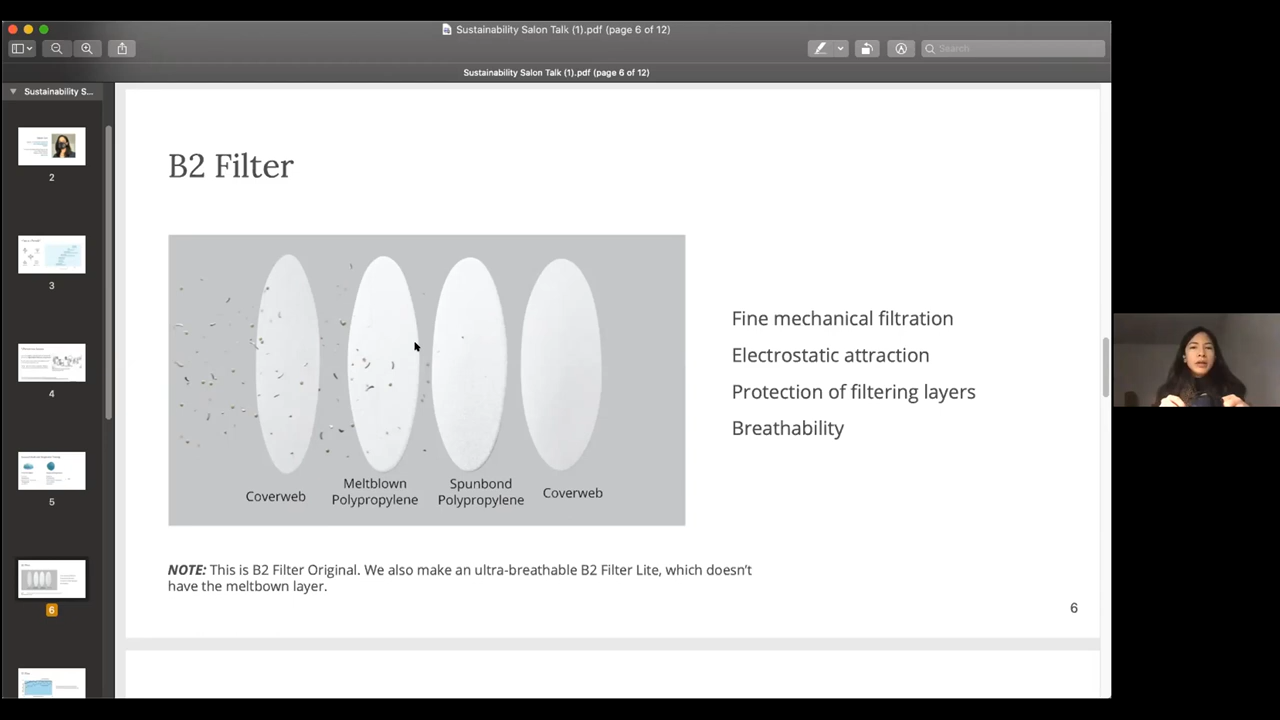 Sustainability Salon Talk (1).pdf (page 6 of 12)
Search
Sustainability Salon Talk (1).pdf (page 6 of 12)
Sustainability S...
2
3
4
5
6
B2 Filter
Coverweb
Meltblown
Polypropylene
Spunbond
Polypropylene
Coverweb
Fine mechanical filtration
Electrostatic attraction
Protection of filtering layers
Breathability
NOTE: This is B2 Filter Original. We also make an ultra-breathable B2 Filter Lite, which doesn't
have the meltbown layer.
6